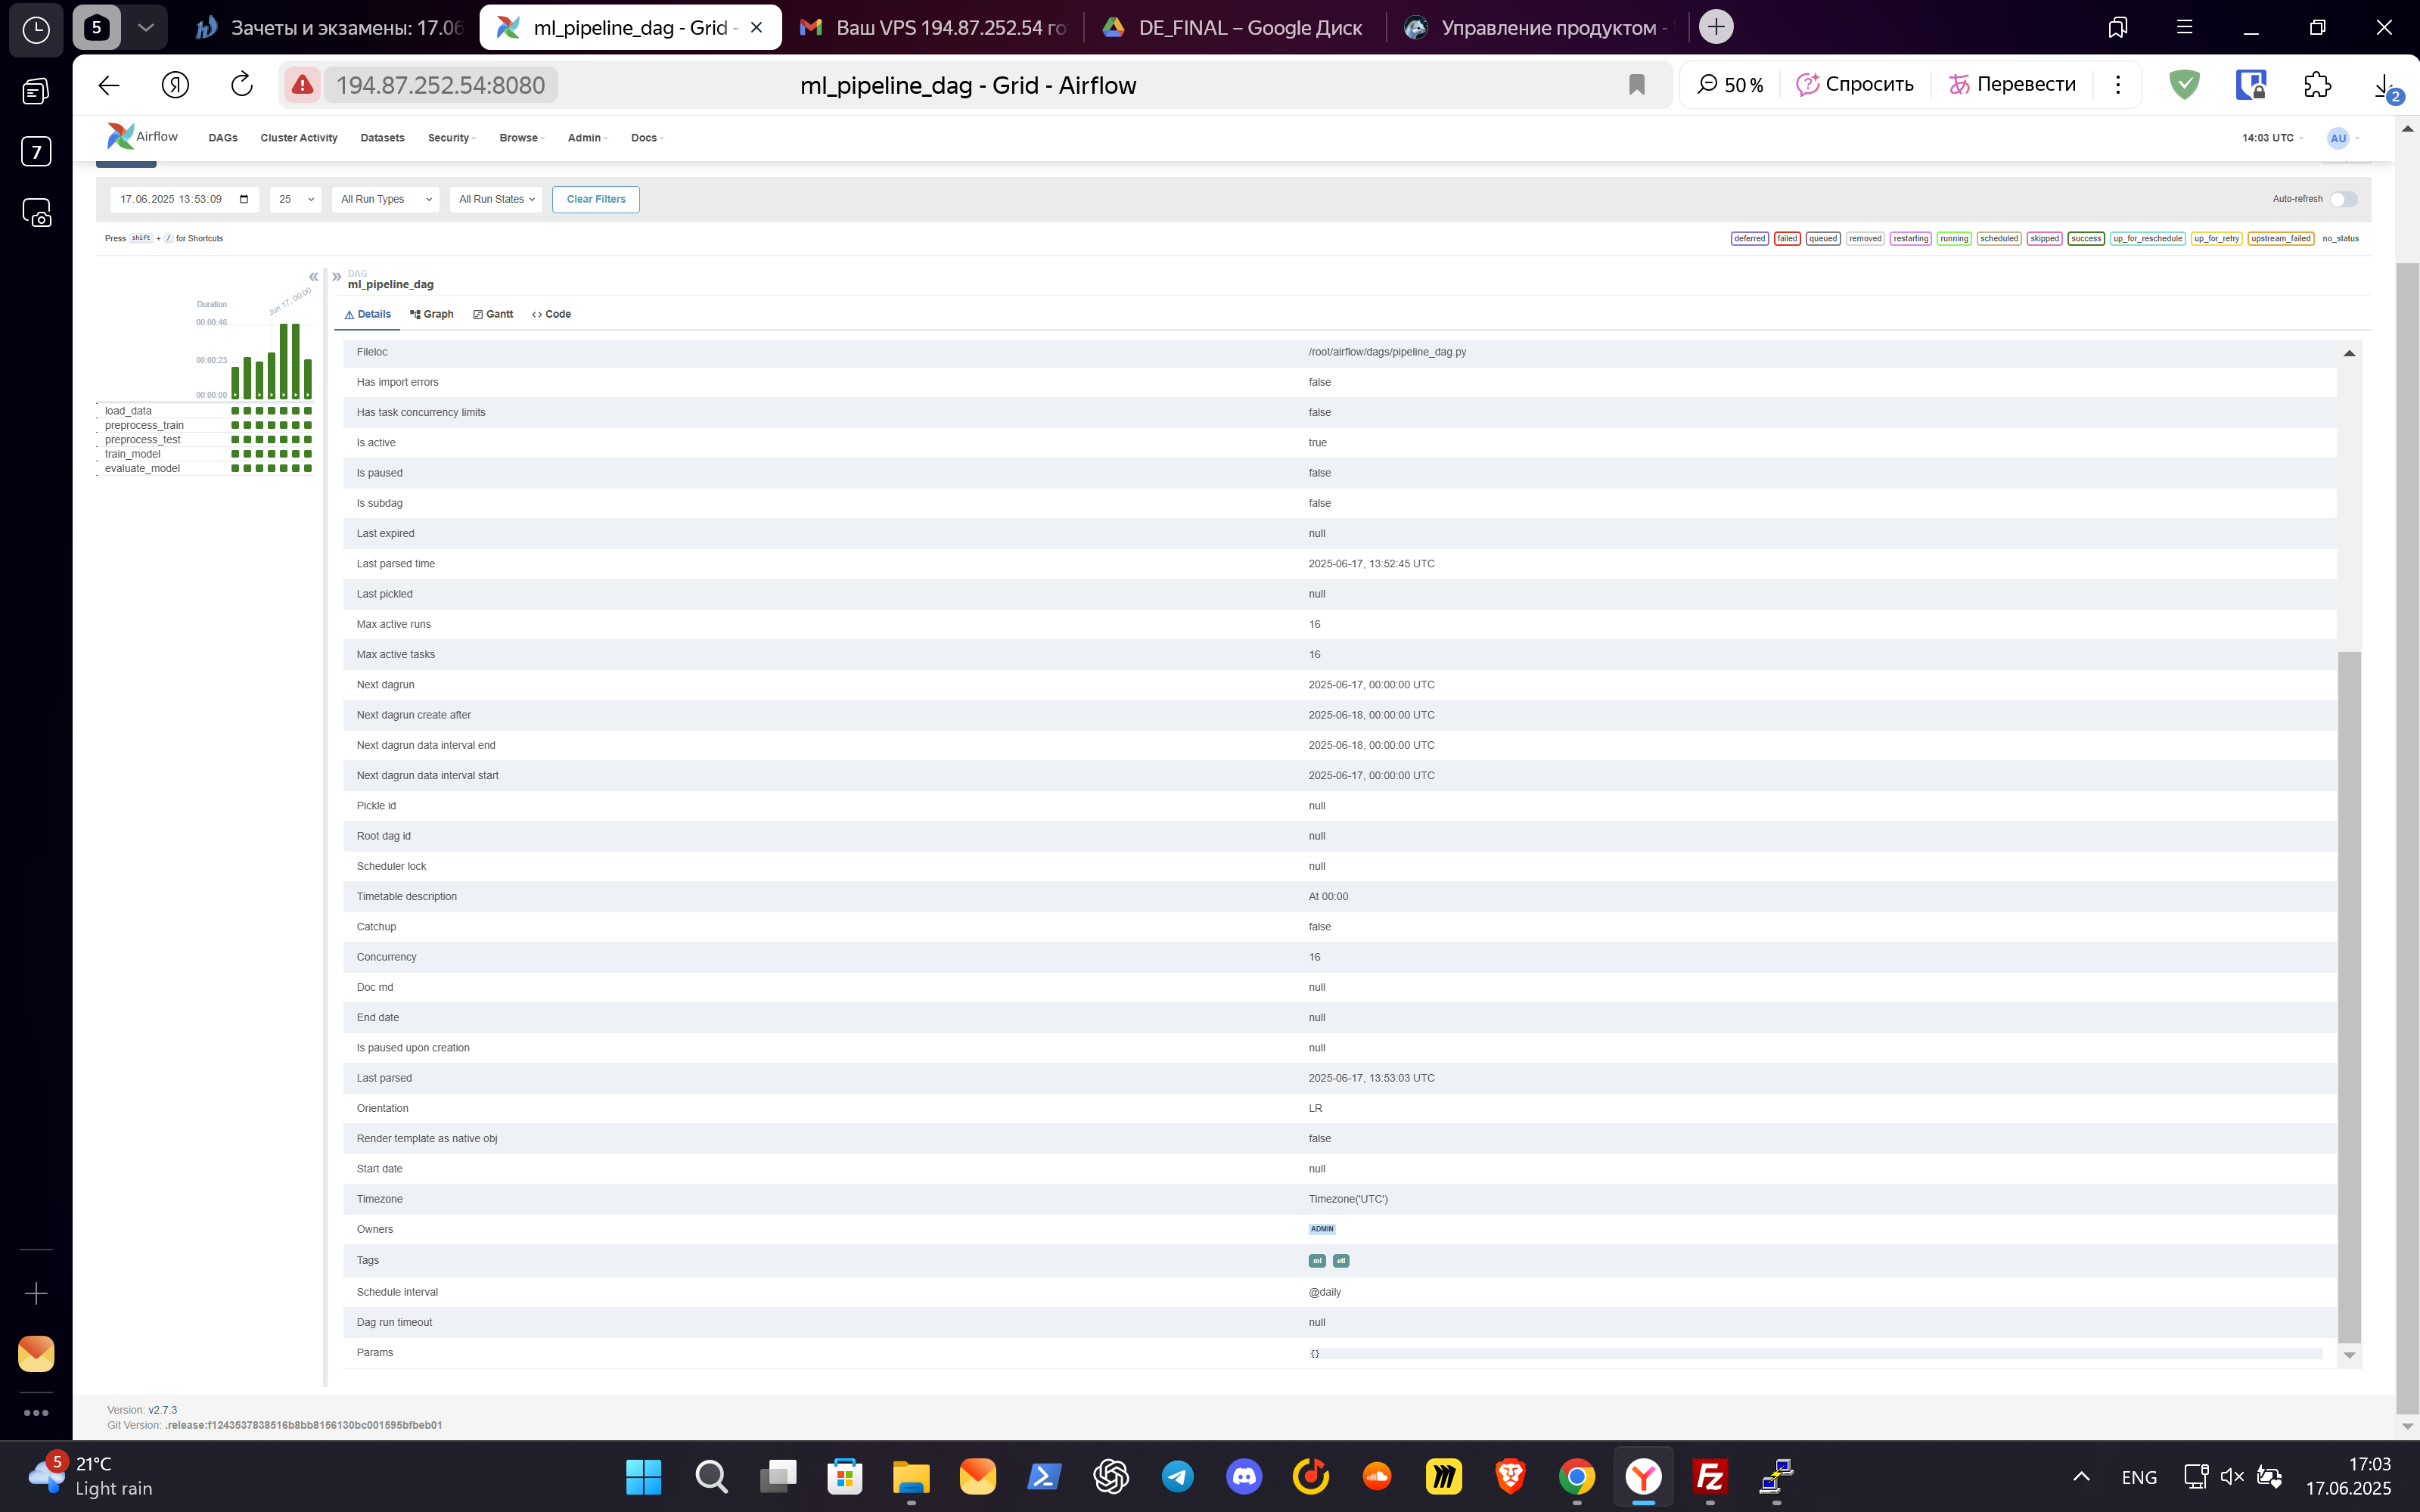 5
Зачеты и экзамены: 17.06
ml_pipeline_dag - Grid -
Ваш VPS 194.87.252.54 го
DE_FINAL – Google Диск
Управление продуктом -
7
194.87.252.54:8080
ml_pipeline_dag - Grid - Airflow
50 %
Спросить
Перевести
2
Airflow
DAGs
Cluster Activity
Datasets
Security
Browse
Admin
Docs
14:03 UTC
AU
17.06.2025 13:53:09
25
All Run Types
All Run States
Clear Filters
Auto-refresh
Press shift + / for Shortcuts
deferred failed queued removed restarting running scheduled skipped success up_for_reschedule up_for_retry upstream_failed no_status
DAG
ml_pipeline_dag
Details
Graph
Gantt
Code
Duration
Jun 17, 00:00
00:00:46
00:00:23
00:00:00
load_data
preprocess_train
preprocess_test
train_model
evaluate_model
Fileloc /root/airflow/dags/pipeline_dag.py
Has import errors false
Has task concurrency limits false
Is active true
Is paused false
Is subdag false
Last expired null
Last parsed time 2025-06-17, 13:52:45 UTC
Last pickled null
Max active runs 16
Max active tasks 16
Next dagrun 2025-06-17, 00:00:00 UTC
Next dagrun create after 2025-06-18, 00:00:00 UTC
Next dagrun data interval end 2025-06-18, 00:00:00 UTC
Next dagrun data interval start 2025-06-17, 00:00:00 UTC
Pickle id null
Root dag id null
Scheduler lock null
Timetable description At 00:00
Catchup false
Concurrency 16
Doc md null
End date null
Is paused upon creation null
Last parsed 2025-06-17, 13:53:03 UTC
Orientation LR
Render template as native obj false
Start date null
Timezone Timezone('UTC')
Owners ADMIN
Tags ml etl
Schedule interval @daily
Dag run timeout null
Params {}
Version: v2.7.3
Git Version: .release:f1243537838516b8bb8156130bc001595bfbeb01
5
21°C
Light rain
ENG
17:03
17.06.2025